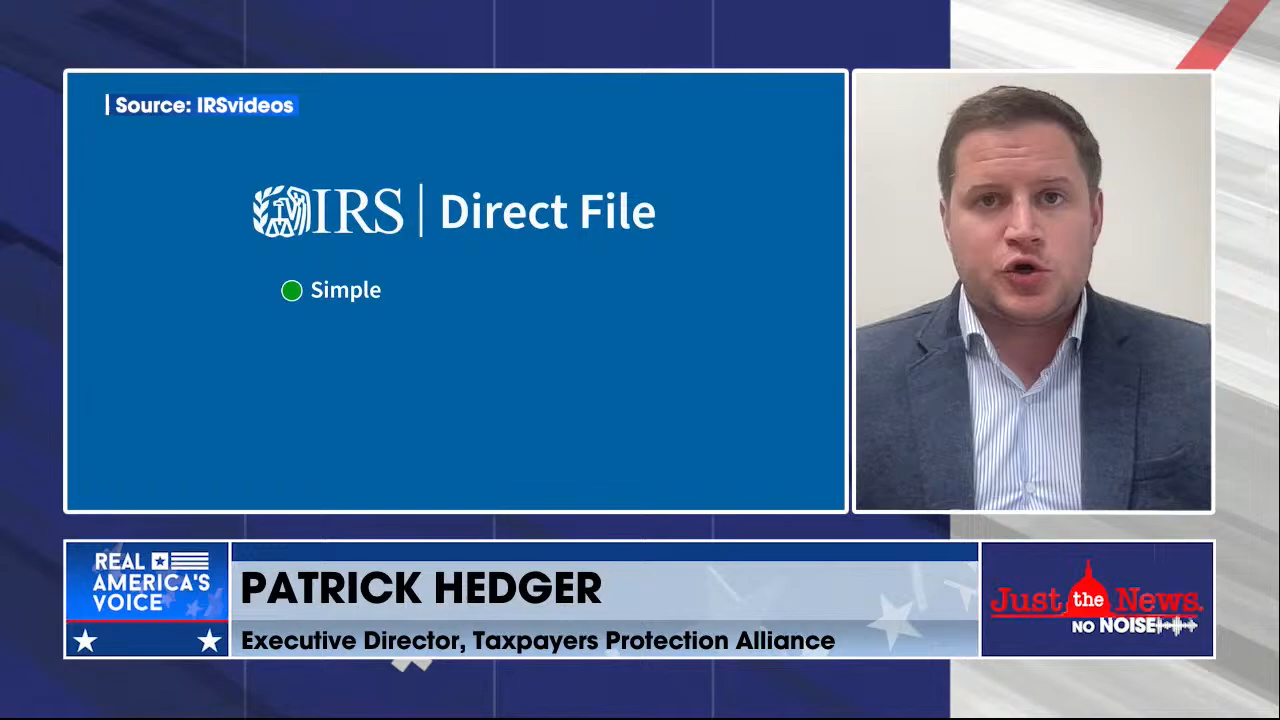 Source: IRSvideos
IRS | Direct File
Simple
REAL
AMERICA'S
VOICE
PATRICK HEDGER
Executive Director, Taxpayers Protection Alliance
Just the News.
NO NOISE